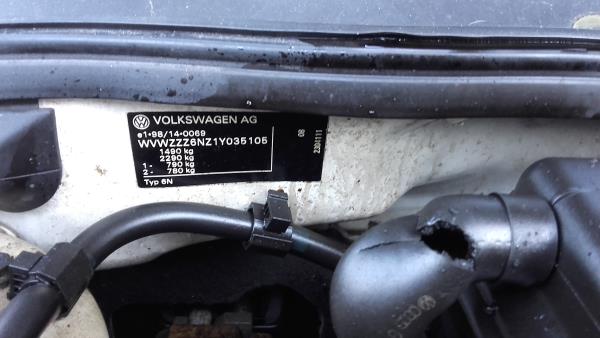 VOLKSWAGEN AG
e1*98/14*0069
WVWZZZ6NZ1Y035105
1490 kg
2290 kg
1 - 790 kg
2 - 780 kg
Typ 6N
08